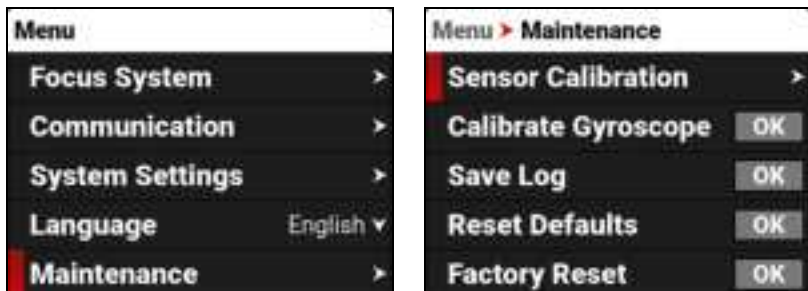 Menu
Focus System
Communication
System Settings
Language English
Maintenance
Menu > Maintenance
Sensor Calibration
Calibrate Gyroscope OK
Save Log OK
Reset Defaults OK
Factory Reset OK